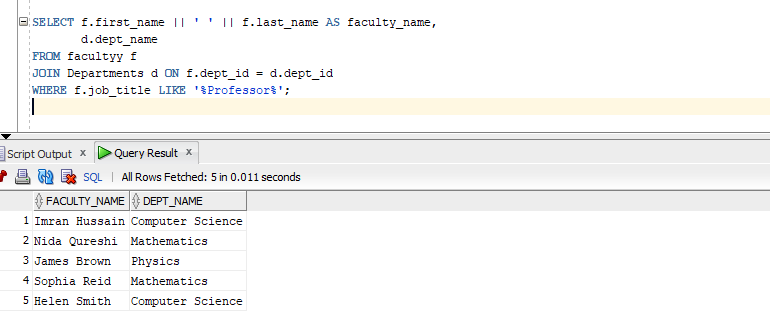 SELECT f.first_name || ' ' || f.last_name AS faculty_name,
d.dept_name
FROM facultyy f
JOIN Departments d ON f.dept_id = d.dept_id
WHERE f.job_title LIKE '%Professor%';
Script Output x Query Result x
SQL | All Rows Fetched: 5 in 0.011 seconds
FACULTY_NAME DEPT_NAME
1 Imran Hussain Computer Science
2 Nida Qureshi Mathematics
3 James Brown Physics
4 Sophia Reid Mathematics
5 Helen Smith Computer Science